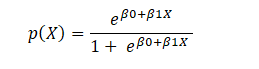 p(X) = e^{β0+β1X} / (1 + e^{β0+β1X})